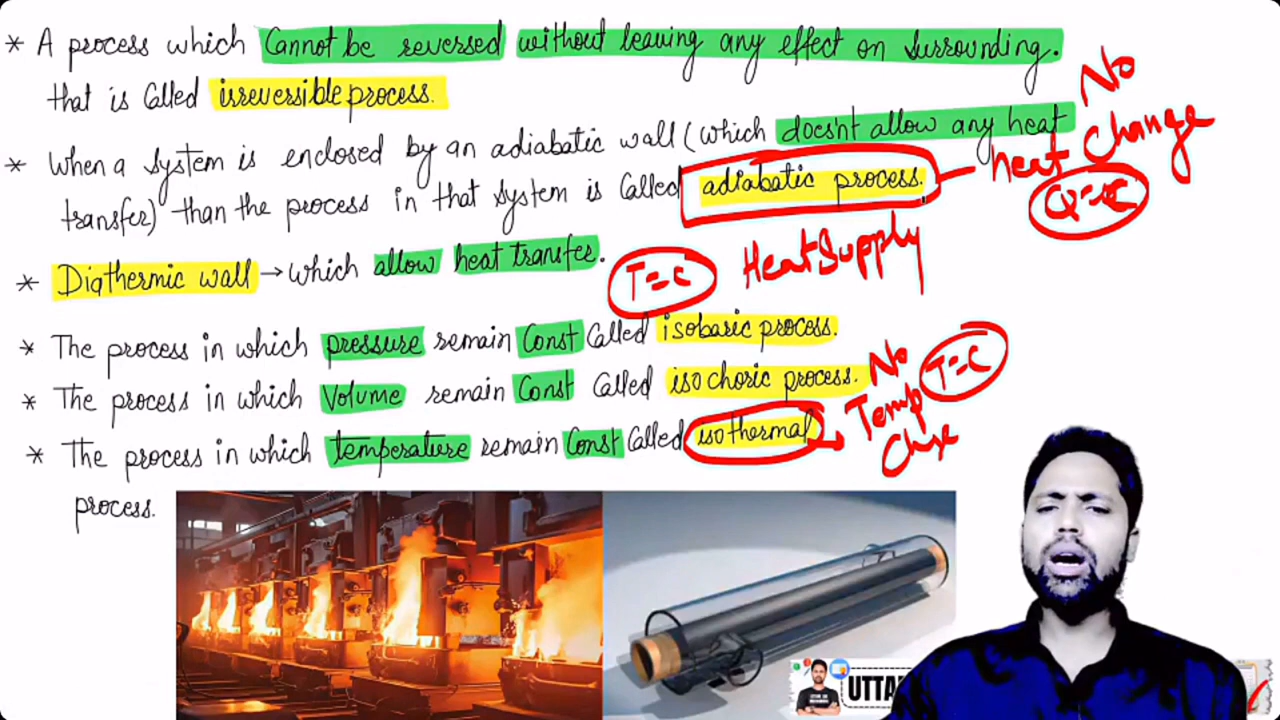 * A process which Cannot be reversed without leaving any effect on Surrounding.
that is Called irreversible process.
* When a system is enclosed by an adiabatic wall (which does'nt allow any heat
transfer) than the process in that system is Called adiabatic process.
No
heat Change
* Diathermic wall → which allow heat transfer.
T=C
Heat Supply
* The process in which pressure remain Const Called isobaric process.
* The process in which Volume remain Const Called isochoric process.
No
Temp
T=C
* The process in which temperature remain Const Called isothermal
process.
UTTA